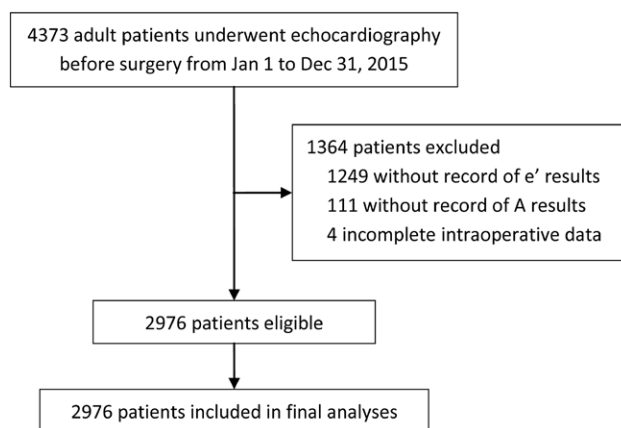 4373 adult patients underwent echocardiography
before surgery from Jan 1 to Dec 31, 2015
1364 patients excluded
1249 without record of e’ results
111 without record of A results
4 incomplete intraoperative data
2976 patients eligible
2976 patients included in final analyses